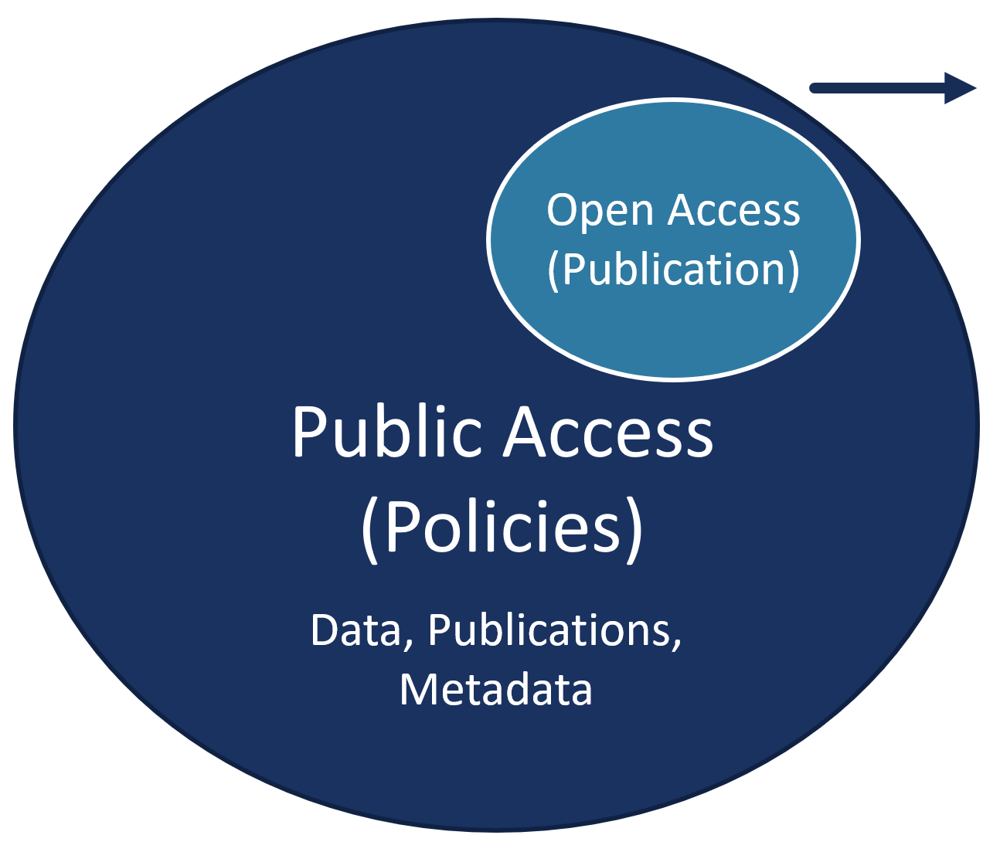 Open Access
(Publication)
Public Access
(Policies)
Data, Publications,
Metadata